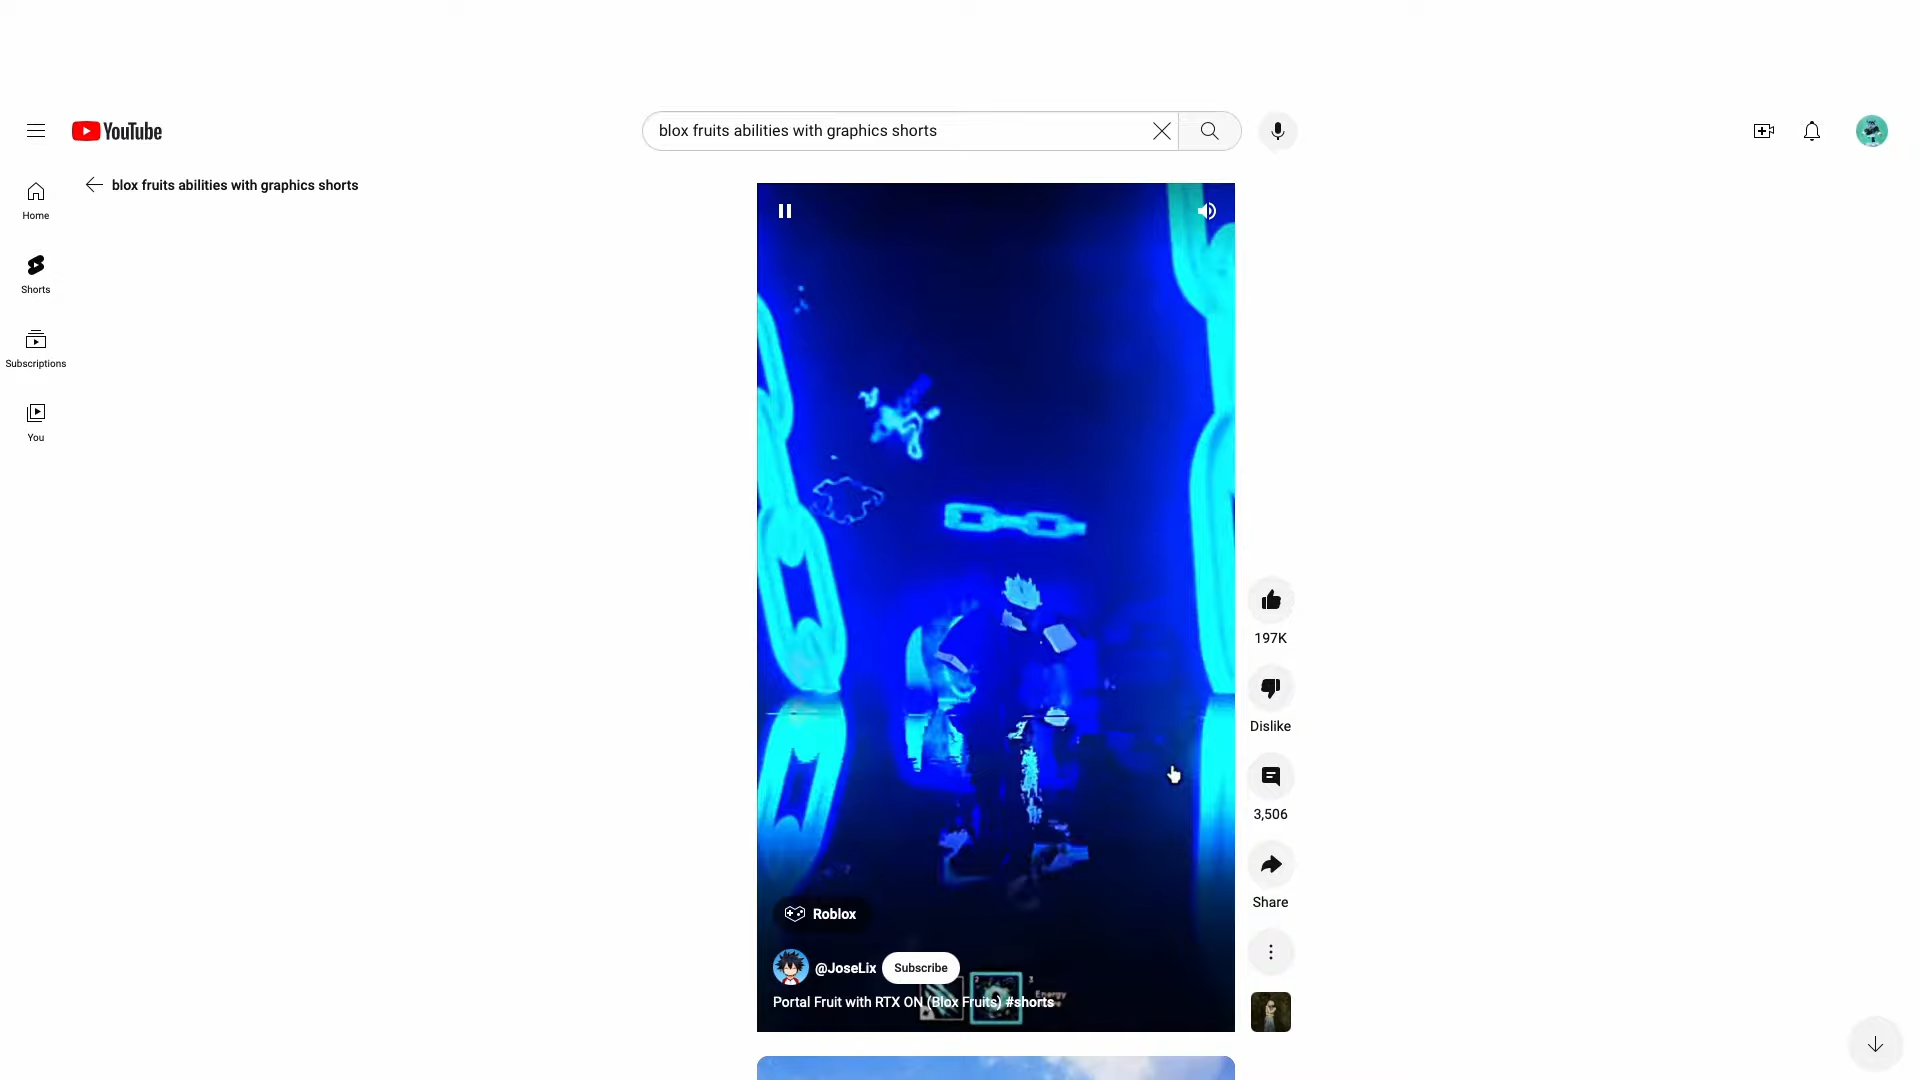 YouTube
blox fruits abilities with graphics shorts
blox fruits abilities with graphics shorts
Home
Shorts
Subscriptions
You
197K
Dislike
3,506
Share
Roblox
@JoseLix
Subscribe
Energy
Portal Fruit with RTX ON (Blox Fruits) #shorts